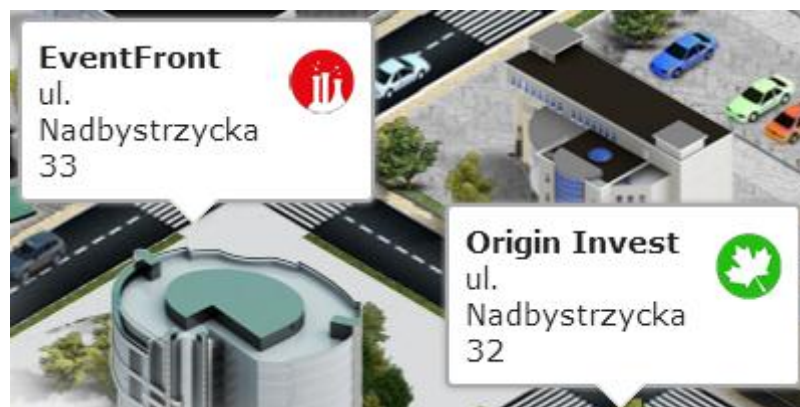 EventFront
ul.
Nadbystrzycka
33
Origin Invest
ul.
Nadbystrzycka
32